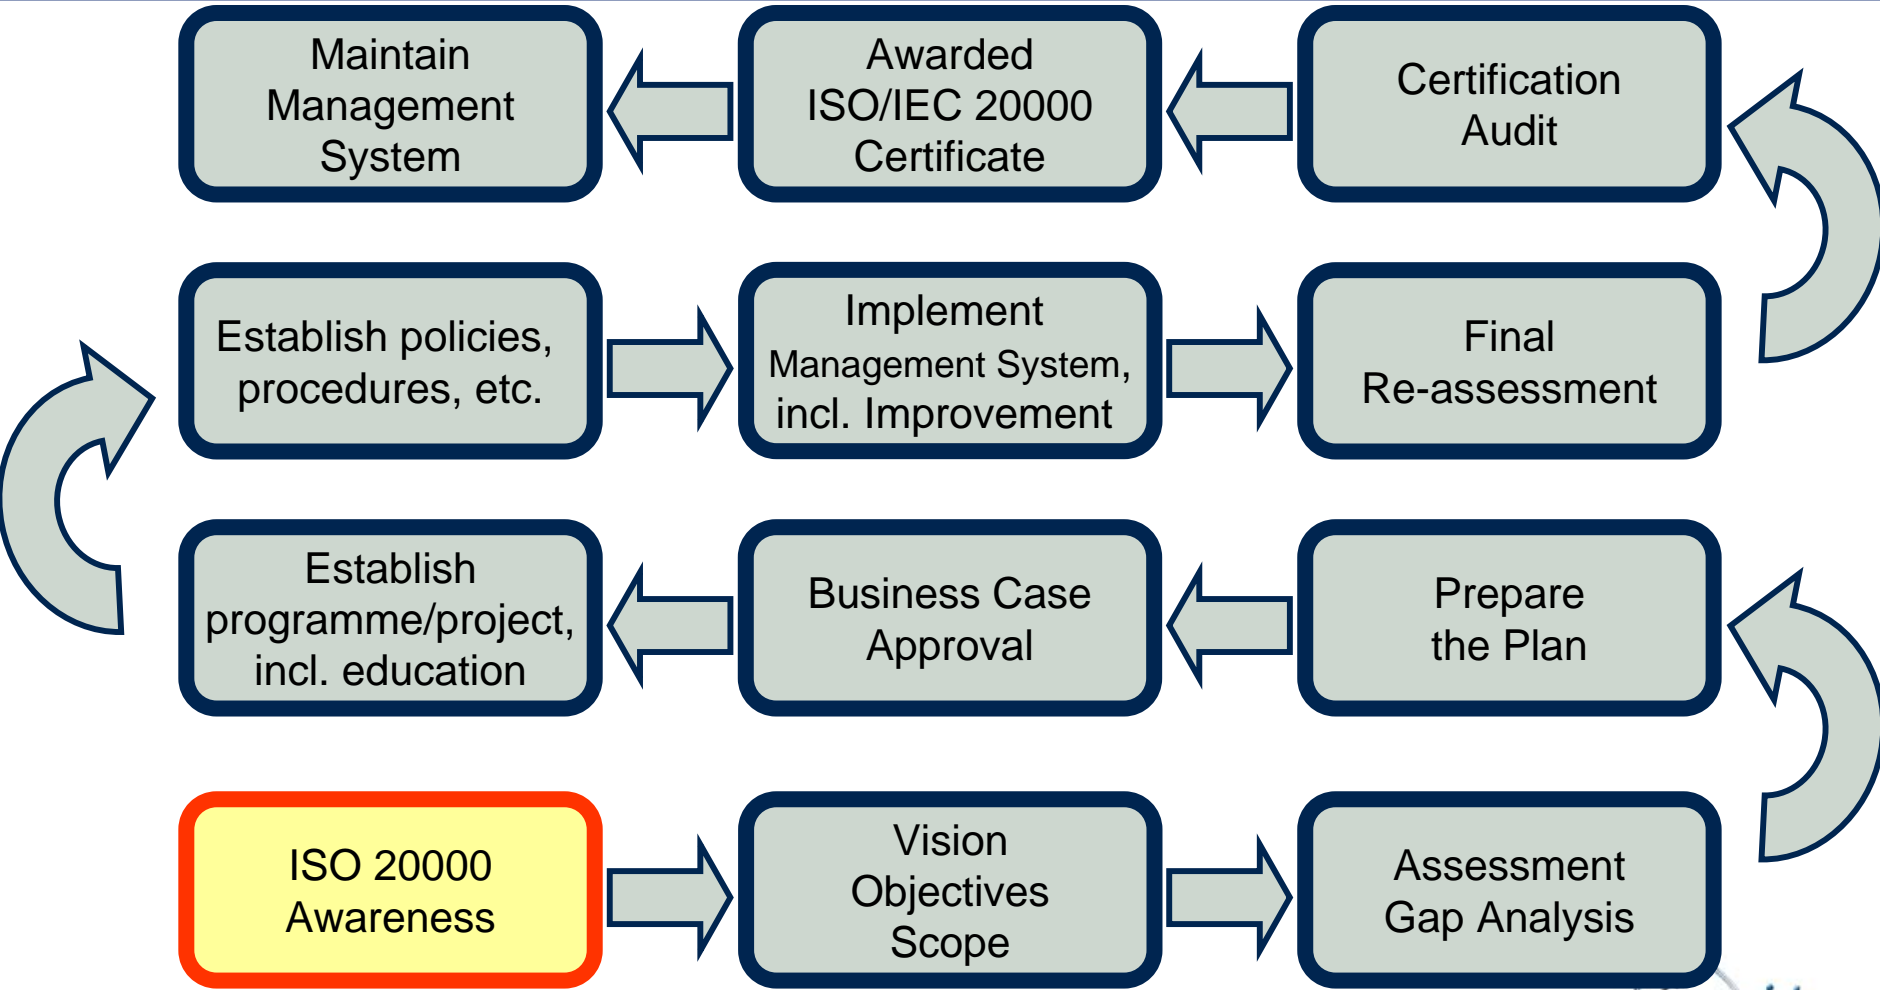 Maintain
Management
System
Awarded
ISO/IEC 20000
Certificate
Certification
Audit
Establish policies,
procedures, etc.
Implement
Management System,
incl. Improvement
Final
Re-assessment
Establish
programme/project,
incl. education
Business Case
Approval
Prepare
the Plan
ISO 20000
Awareness
Vision
Objectives
Scope
Assessment
Gap Analysis